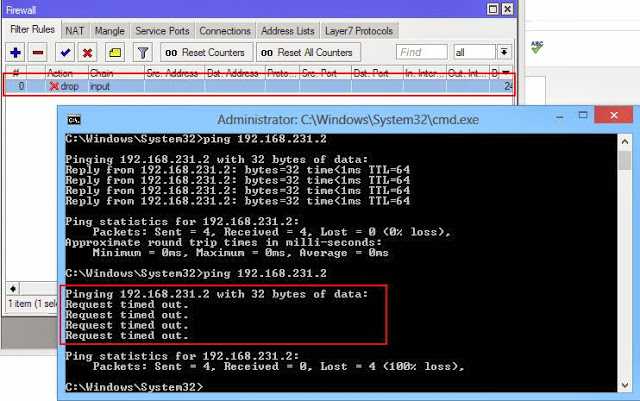 Firewall
Filter Rules NAT Mangle Service Ports Connections Address Lists Layer7 Protocols
00 Reset Counters 00 Reset All Counters Find all
# Action Chain Src. Address Dst. Address Proto... Src. Port Dst. Port In. Inter... Out. Int... B
0 drop input 24
ABC
Administrator: C:\Windows\System32\cmd.exe
C:\Windows\System32>ping 192.168.231.2
Pinging 192.168.231.2 with 32 bytes of data:
Reply from 192.168.231.2: bytes=32 time<1ms TTL=64
Reply from 192.168.231.2: bytes=32 time<1ms TTL=64
Reply from 192.168.231.2: bytes=32 time<1ms TTL=64
Reply from 192.168.231.2: bytes=32 time<1ms TTL=64
Ping statistics for 192.168.231.2:
Packets: Sent = 4, Received = 4, Lost = 0 (0% loss),
Approximate round trip times in milli-seconds:
Minimum = 0ms, Maximum = 0ms, Average = 0ms
C:\Windows\System32>ping 192.168.231.2
Pinging 192.168.231.2 with 32 bytes of data:
Request timed out.
Request timed out.
Request timed out.
Request timed out.
Ping statistics for 192.168.231.2:
Packets: Sent = 4, Received = 0, Lost = 4 (100% loss),
C:\Windows\System32>
1 item (1 sele